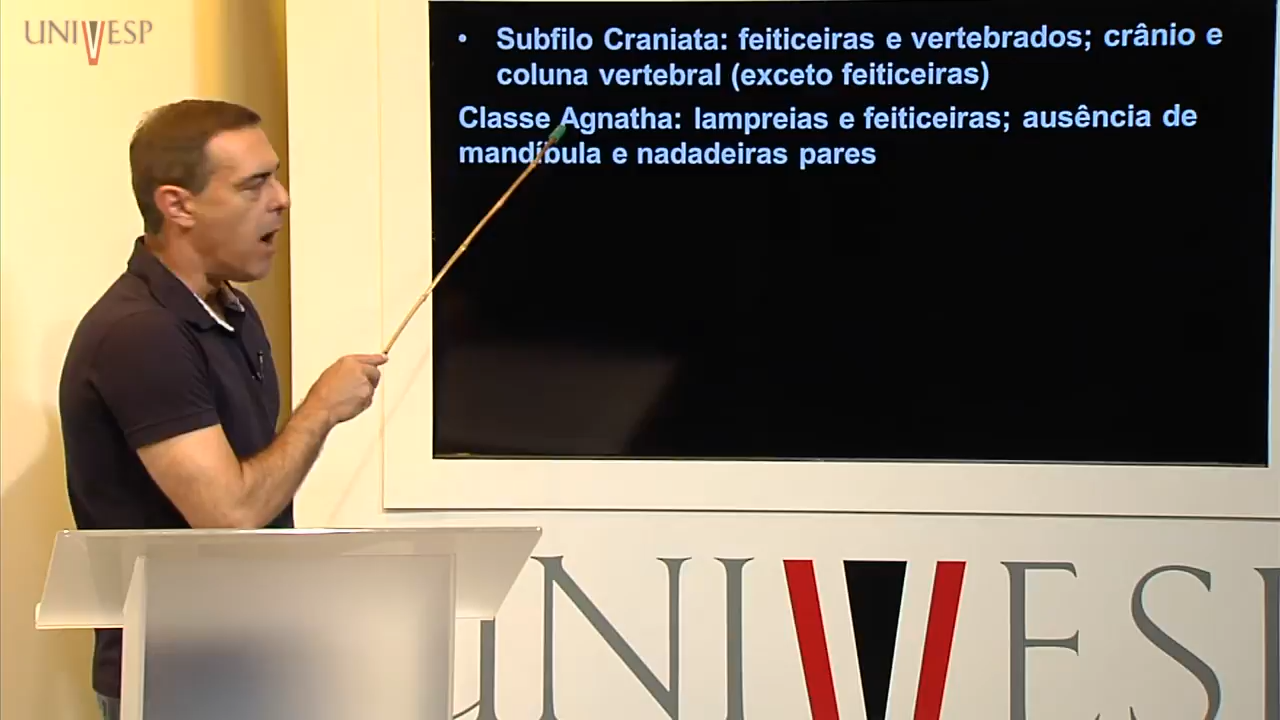 UNIVESP
• Subfilo Craniata: feiticeiras e vertebrados; crânio e
coluna vertebral (exceto feiticeiras)
Classe Agnatha: lampreias e feiticeiras; ausência de
mandíbula e nadadeiras pares
UNIVESP